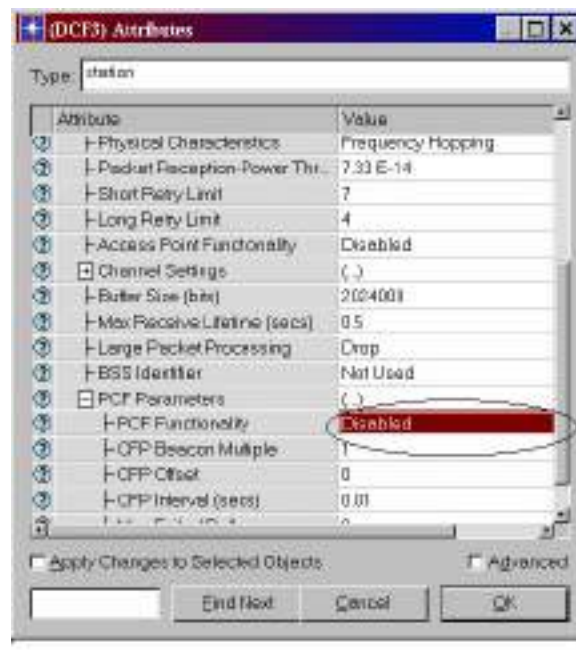 (DCF3) Attributes
Type: station
Attribute Value
Physical Characteristics Frequency Hopping
Packet Reception-Power Thr... 7.33 E-14
Short Retry Limit 7
Long Retry Limit 4
Access Point Functionality Disabled
Channel Settings (..)
Buffer Size (bits)
Max Receive Lifetime (secs) 0.5
Large Packet Processing Drop
BSS Identifier Not Used
PCF Parameters (..)
PCF Functionality Disabled
CFP Beacon Multiple 1
CFP Offset 0
CFP Interval (secs) 0.01
Apply Changes to Selected Objects Advanced
Find Next Cancel OK